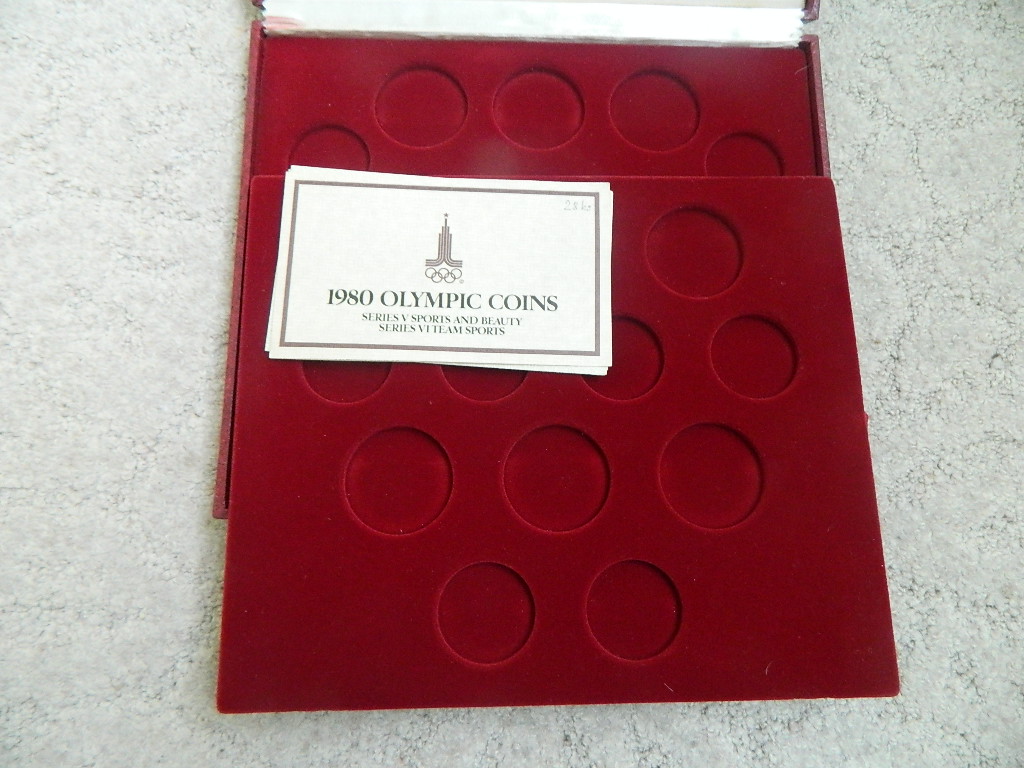 1980 OLYMPIC COINS
SERIES V SPORTS AND BEAUTY
SERIES VI TEAM SPORTS